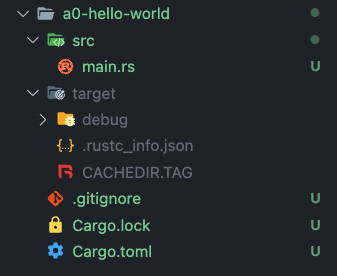 a0-hello-world
src
main.rs U
target
debug
.rustc_info.json
CACHEDIR.TAG
.gitignore U
Cargo.lock U
Cargo.toml U